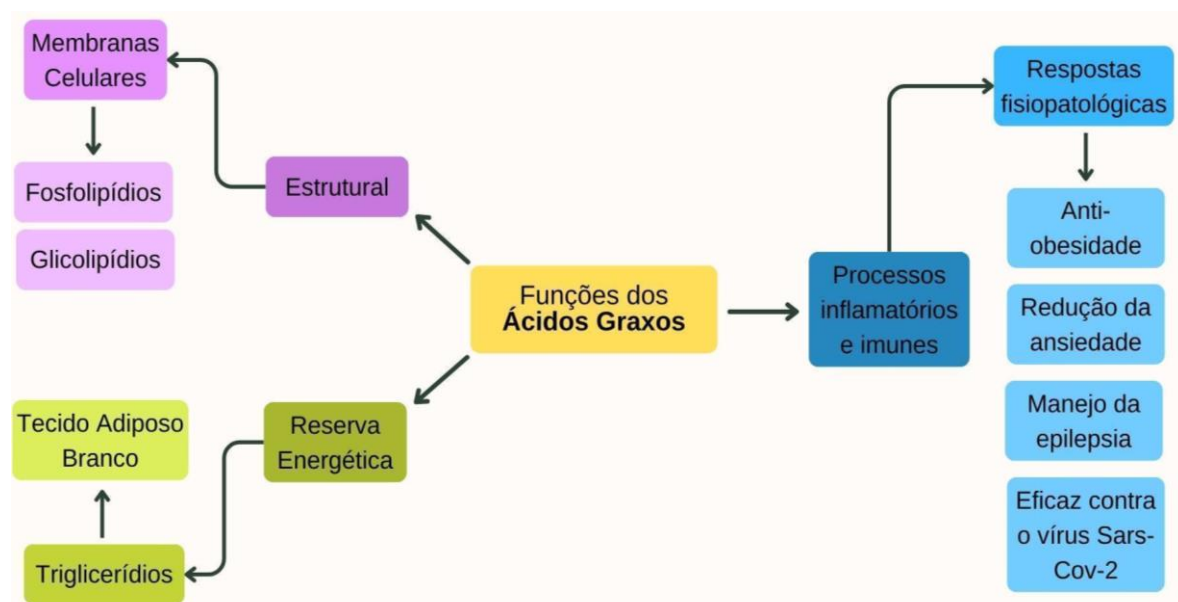 Membranas
Celulares
Fosfolipídios
Glicolipídios
Estrutural
Funções dos
Ácidos Graxos
Reserva
Energética
Tecido Adiposo
Branco
Triglicerídios
Processos
inflamatórios
e imunes
Respostas
fisiopatológicas
Anti-
obesidade
Redução da
ansiedade
Manejo da
epilepsia
Eficaz contra
o vírus Sars-
Cov-2